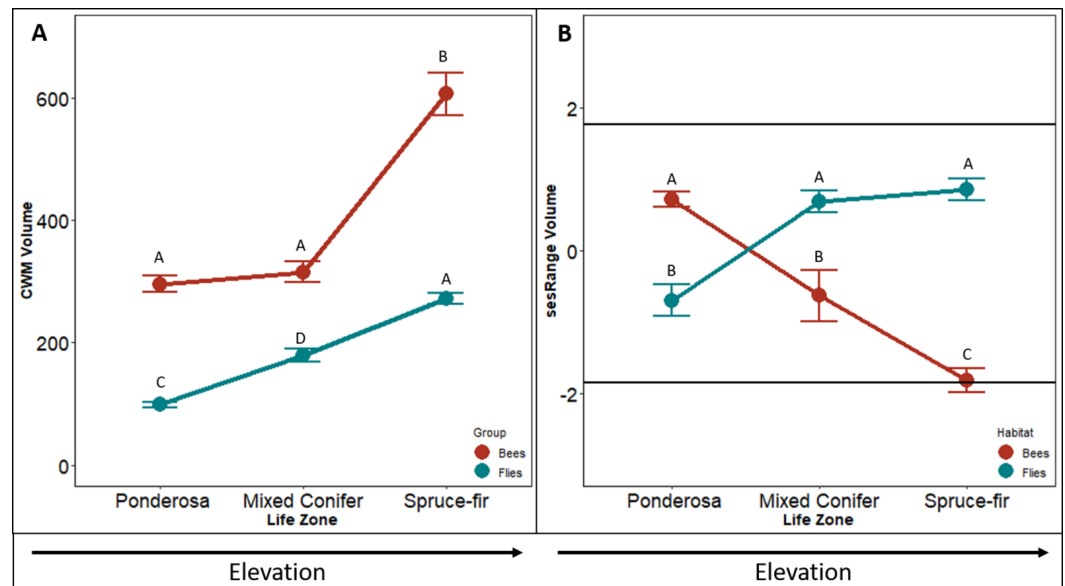 A
CWM Volume
600
400
200
0
B
A
A
A
D
C
Group
Bees
Flies
Ponderosa Mixed Conifer Spruce-fir
Life Zone
Elevation
B
sesRange Volume
2
0
-2
A
A
A
B
B
C
Habitat
Bees
Flies
Ponderosa Mixed Conifer Spruce-fir
Life Zone
Elevation